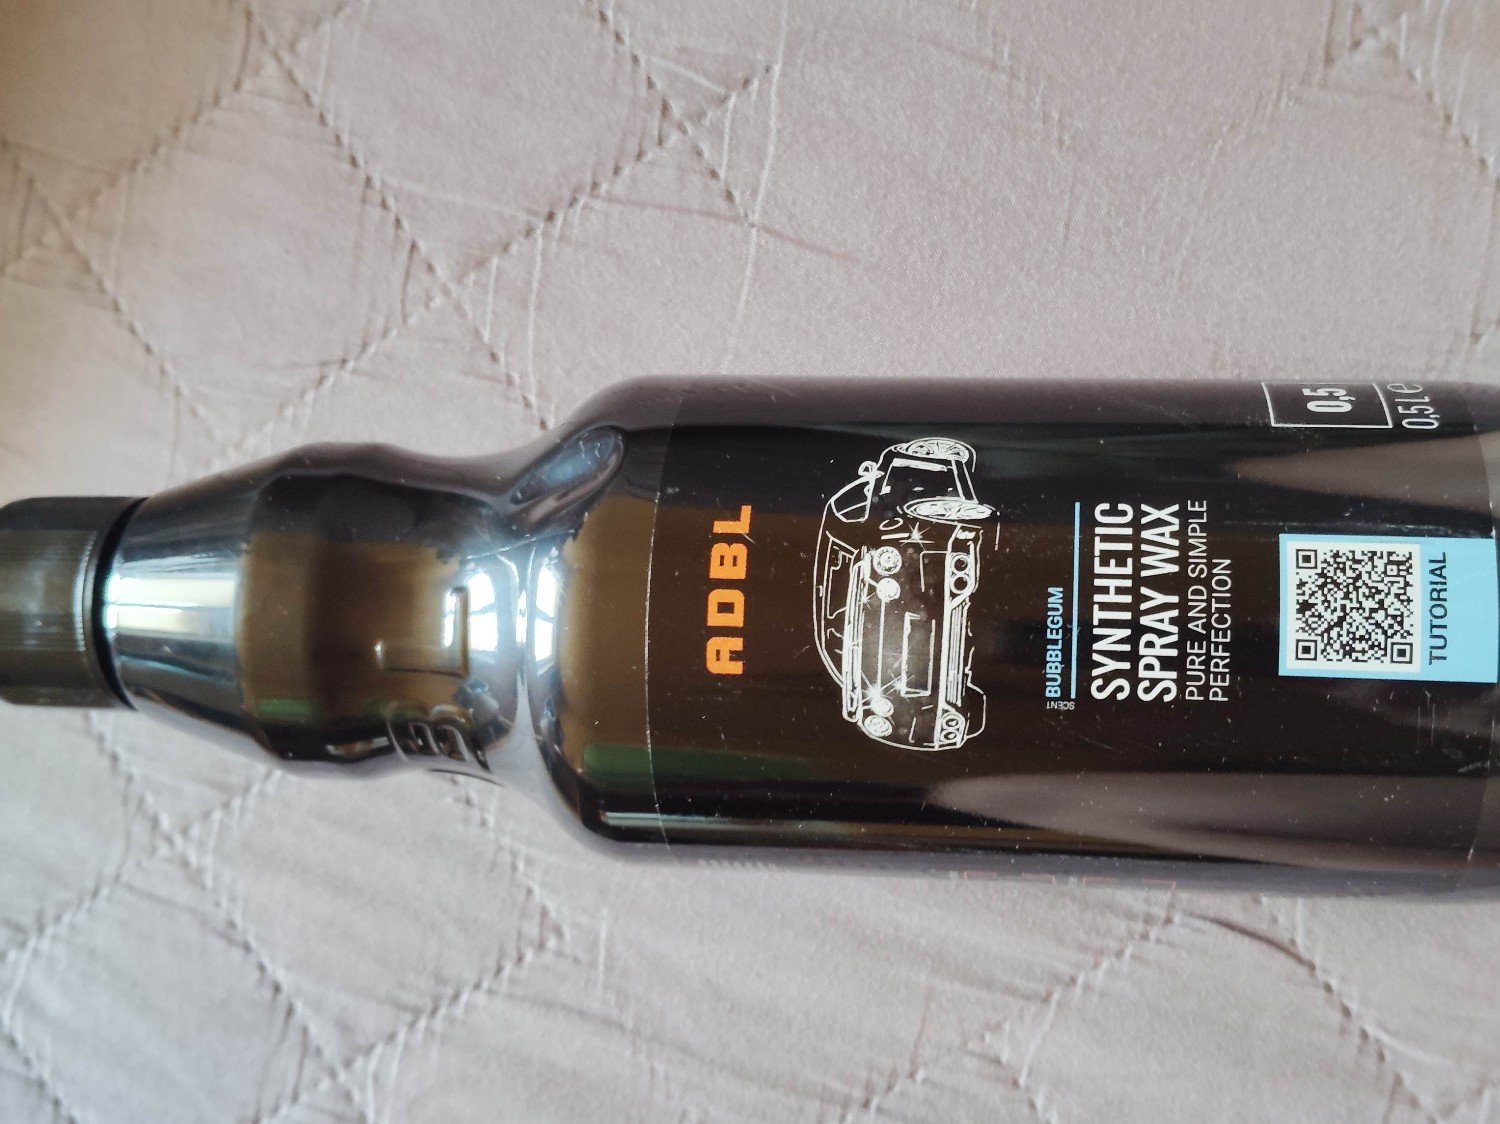 ADBL
SCENT BUBBLEGUM
SYNTHETIC
SPRAY WAX
PURE AND SIMPLE
PERFECTION
TUTORIAL
0,5
0,5 L e